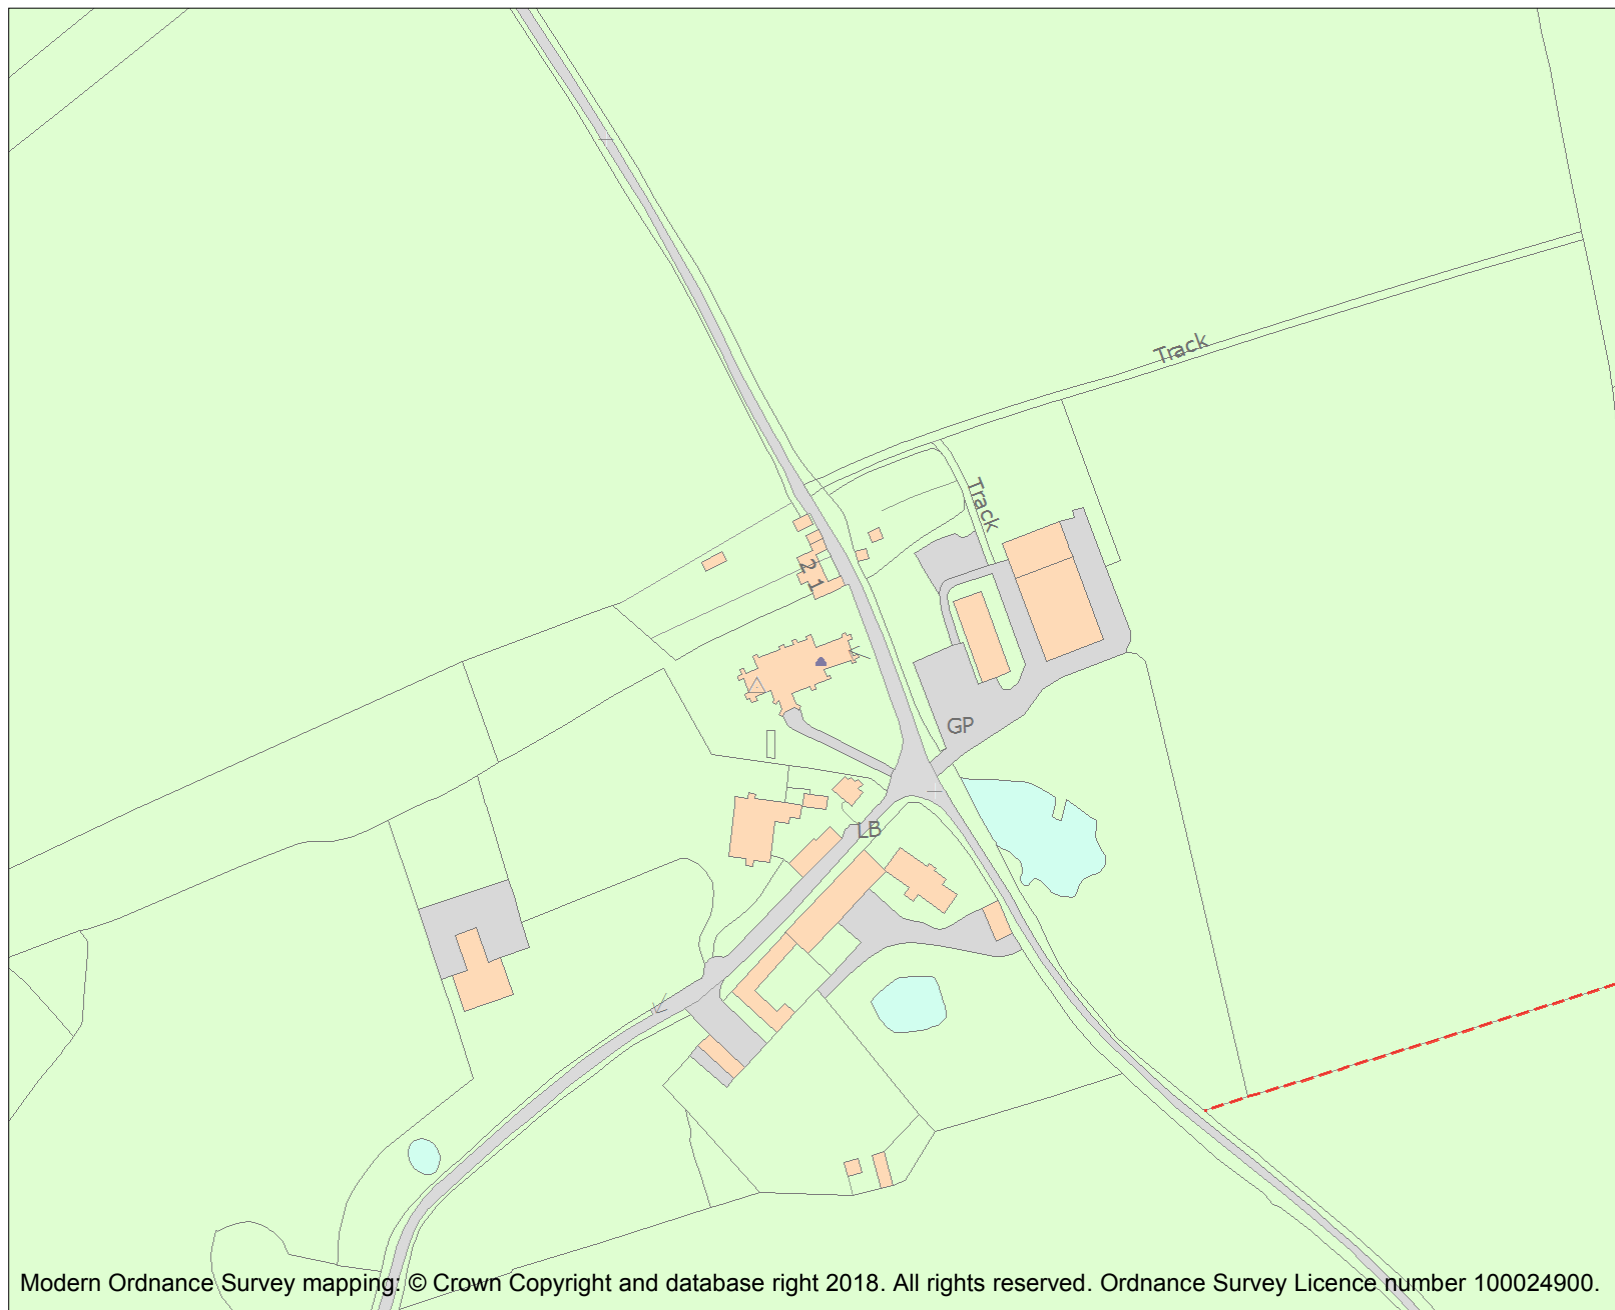 Track
Track
2
1
GP
LB
Modern Ordnance Survey mapping: © Crown Copyright and database right 2018. All rights reserved. Ordnance Survey Licence number 100024900.